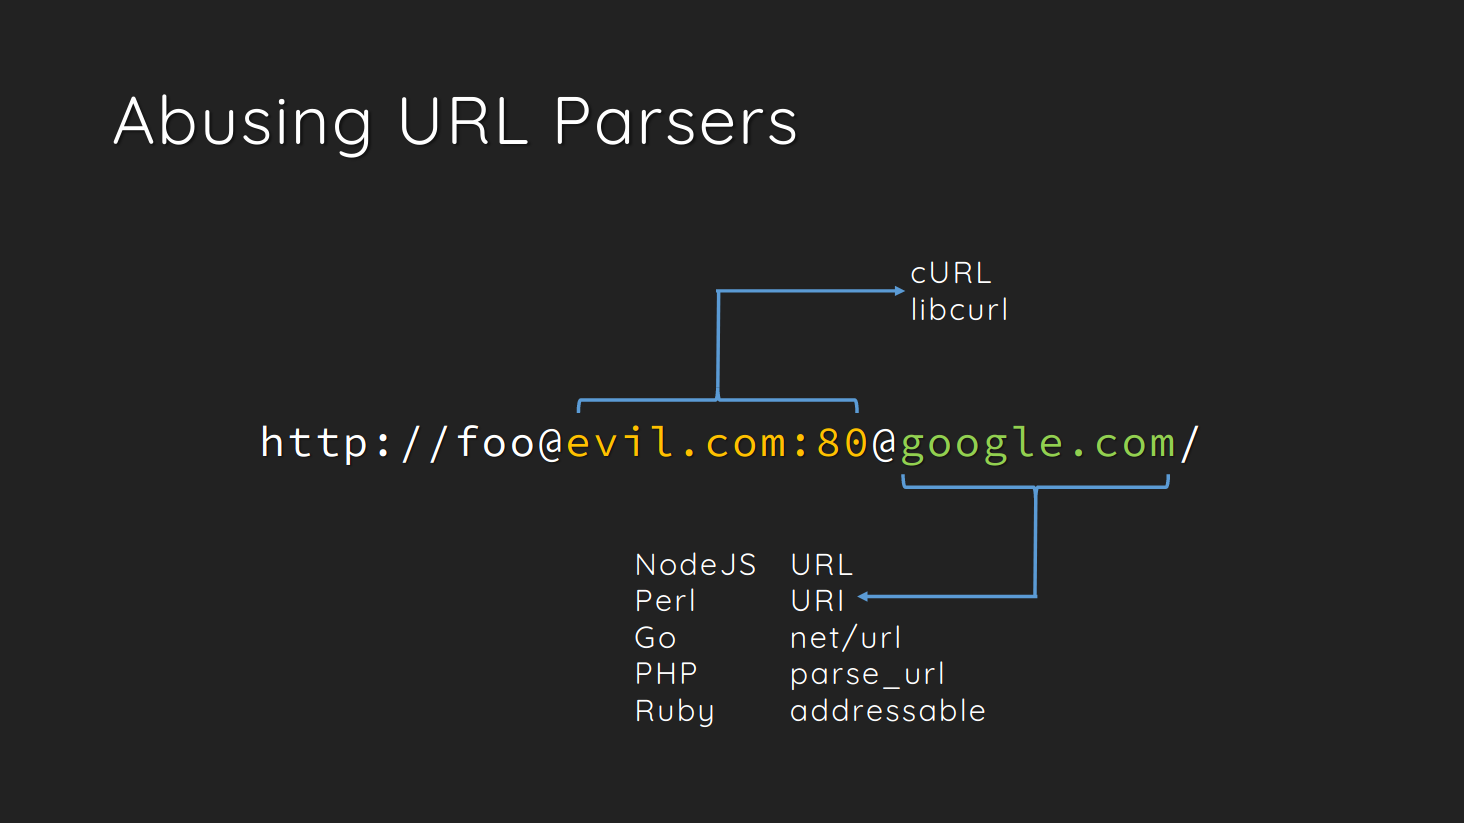 Abusing URL Parsers
cURL
libcurl
http://foo@evil.com:80@google.com/
NodeJS URL
Perl URI
Go net/url
PHP parse_url
Ruby addressable